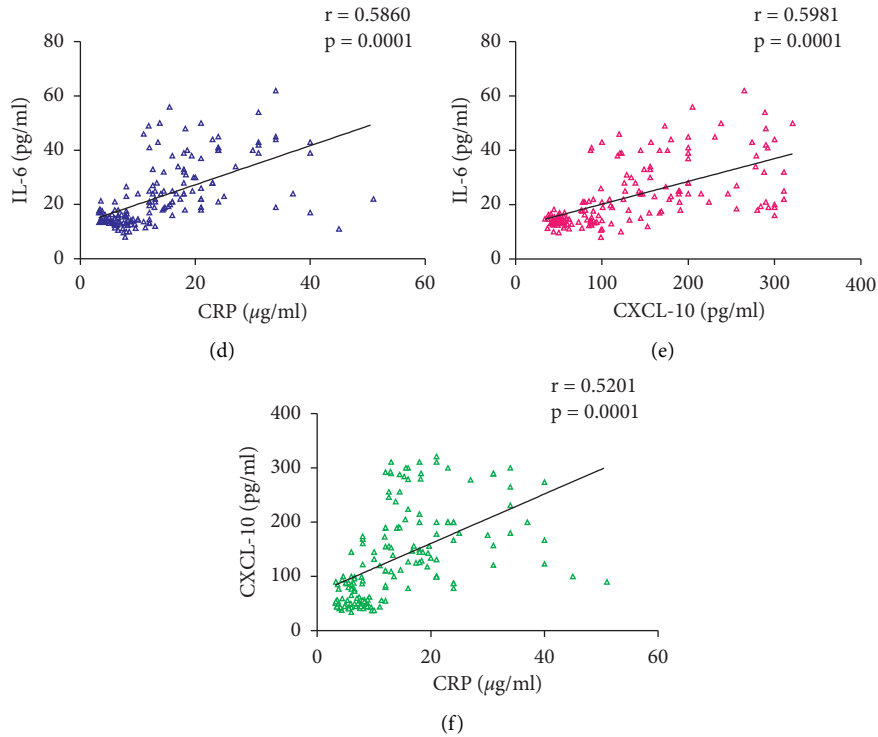 r = 0.5860
p = 0.0001
80
60
40
20
0
IL-6 (pg/ml)
0
20
40
60
CRP (μg/ml)
(d)
r = 0.5981
p = 0.0001
80
60
40
20
0
IL-6 (pg/ml)
0
100
200
300
400
CXCL-10 (pg/ml)
(e)
r = 0.5201
p = 0.0001
400
300
200
100
0
CXCL-10 (pg/ml)
0
20
40
60
CRP (μg/ml)
(f)